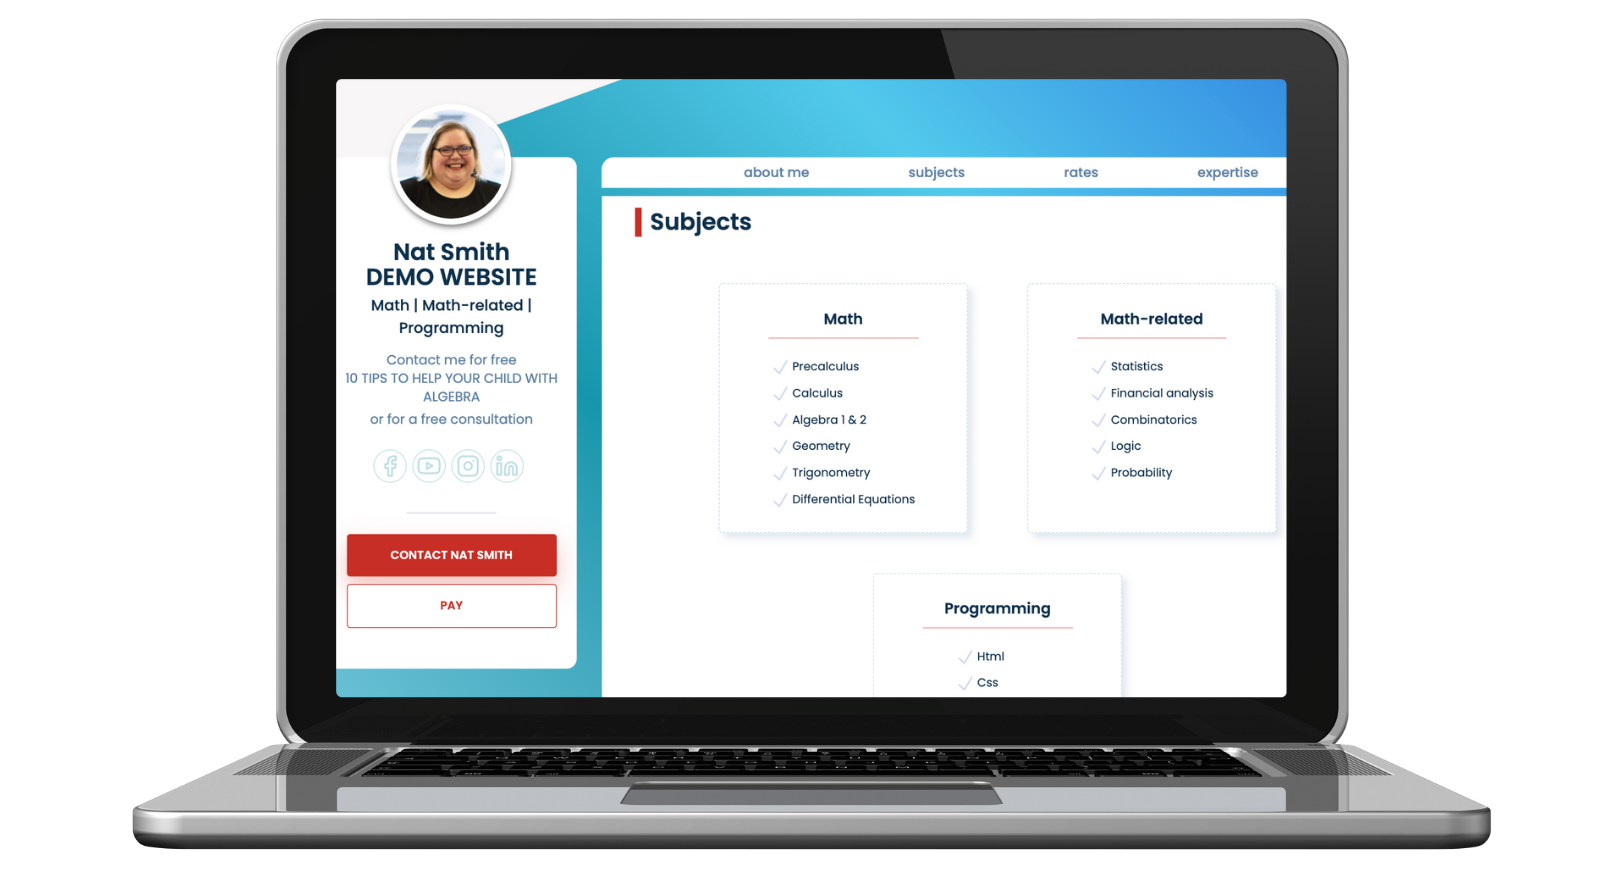 Nat Smith
DEMO WEBSITE
Math | Math-related |
Programming
Contact me for free
10 TIPS TO HELP YOUR CHILD WITH
ALGEBRA
or for a free consultation
CONTACT NAT SMITH
PAY
about me subjects rates expertise
Subjects
Math
Precalculus
Calculus
Algebra 1 & 2
Geometry
Trigonometry
Differential Equations
Math-related
Statistics
Financial analysis
Combinatorics
Logic
Probability
Programming
Html
Css